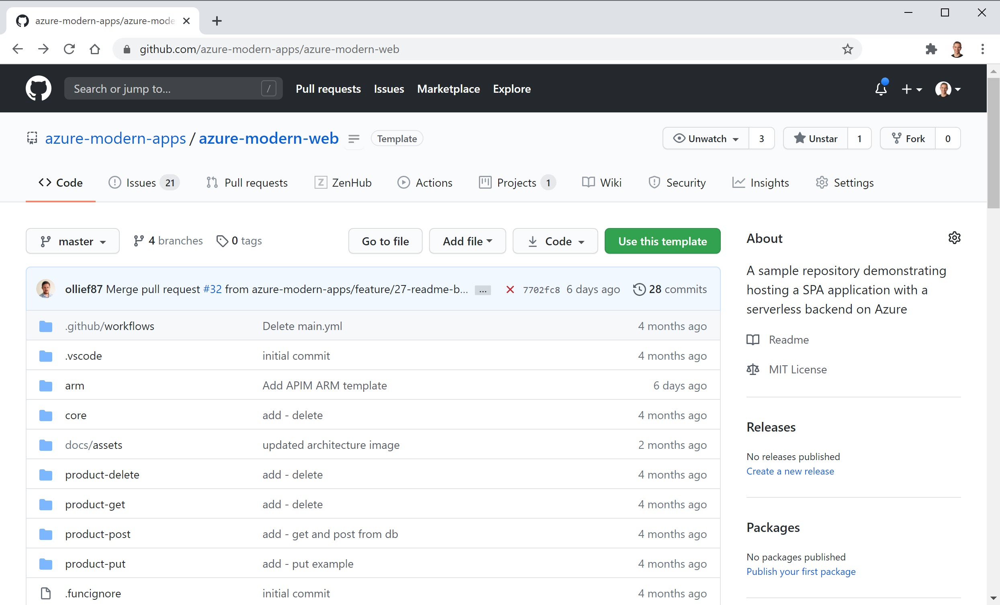 azure-modern-apps/azure-mode
github.com/azure-modern-apps/azure-modern-web
Search or jump to... /
Pull requests Issues Marketplace Explore
azure-modern-apps / azure-modern-web Template
Unwatch 3 Unstar 1 Fork 0
Code Issues 21 Pull requests Z ZenHub Actions Projects 1 Wiki Security Insights Settings
master 4 branches 0 tags Go to file Add file Code Use this template
ollief87 Merge pull request #32 from azure-modern-apps/feature/27-readme-b... ... 7702fc8 6 days ago 28 commits
.github/workflows Delete main.yml 4 months ago
.vscode initial commit 4 months ago
arm Add APIM ARM template 6 days ago
core add - delete 4 months ago
docs/assets updated architecture image 2 months ago
product-delete add - delete 4 months ago
product-get add - delete 4 months ago
product-post add - get and post from db 4 months ago
product-put add - put example 4 months ago
.funcignore initial commit 4 months ago
About
A sample repository demonstrating
hosting a SPA application with a
serverless backend on Azure
Readme
MIT License
Releases
No releases published
Create a new release
Packages
No packages published
Publish your first package